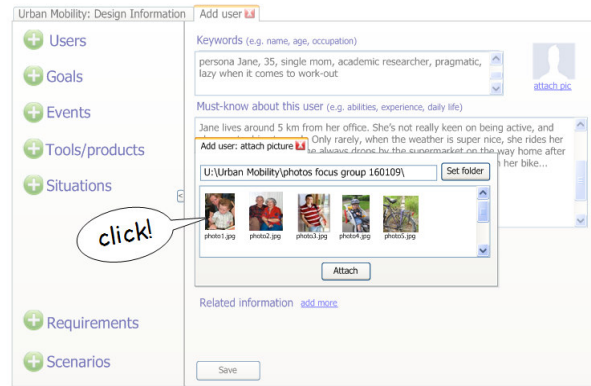 Urban Mobility: Design Information
Add user
Users
Goals
Events
Tools/products
Situations
Requirements
Scenarios
Keywords (e.g. name, age, occupation)
persona Jane, 35, single mom, academic researcher, pragmatic,
lazy when it comes to work-out
attach pic
Must-know about this user (e.g. abilities, experience, daily life)
Jane lives around 5 km from her office. She's not really keen on being active, and
Only rarely, when the weather is super nice, she rides her
always drops by the supermarket on the way home after
her bike...
Add user: attach picture
U:\Urban Mobility\photos focus group 160109\
Set folder
photo1.jpg photo2.jpg photo3.jpg photo4.jpg photo5.jpg
click!
Attach
Related information add more
Save